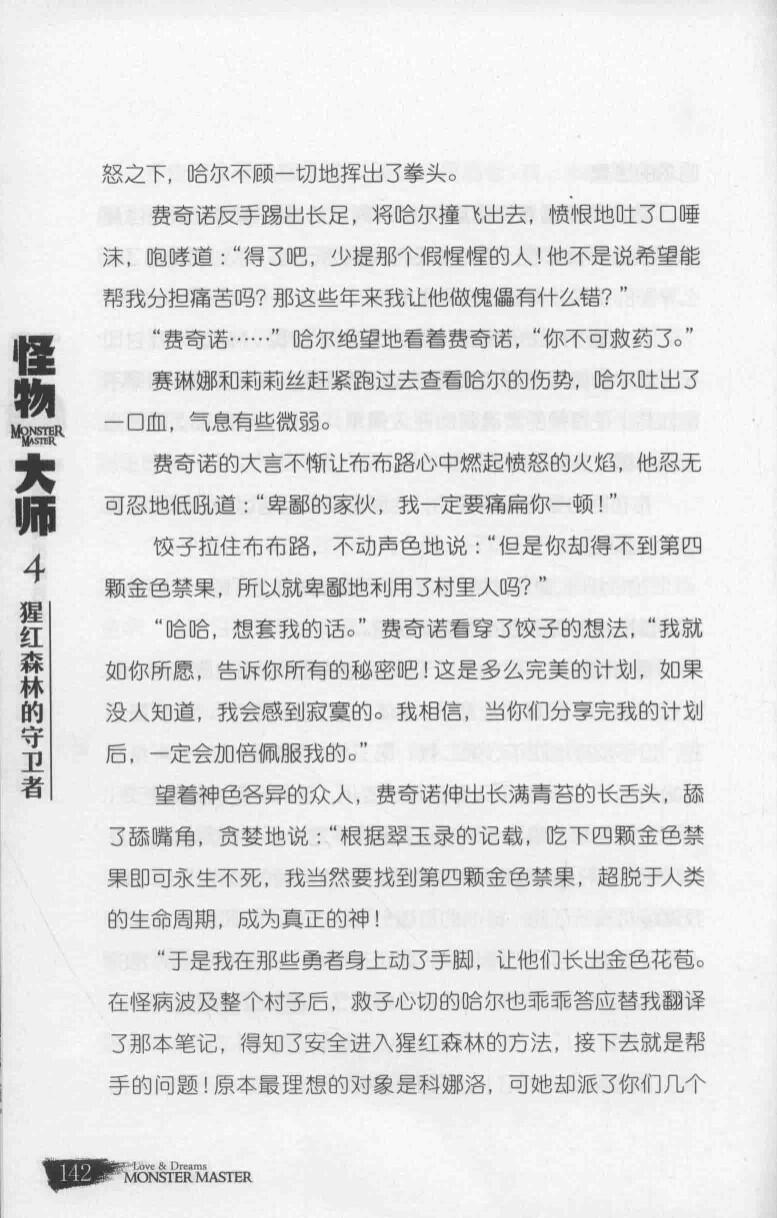 怒之下，哈尔不顾一切地挥出了拳头。
费奇诺反手踢出长足，将哈尔撞飞出去，愤恨地吐了口唾
沫，咆哮道：“得了吧，少提那个假惺惺的人！他不是说希望能
帮我分担痛苦吗？那这些年来我让他做傀儡有什么错？”
“费奇诺……”哈尔绝望地看着费奇诺，“你不可救药了。”
赛琳娜和莉莉丝赶紧跑过去查看哈尔的伤势，哈尔吐出了
一口血，气息有些微弱。
费奇诺的大言不惭让布布路心中燃起愤怒的火焰，他忍无
可忍地低吼道：“卑鄙的家伙，我一定要痛扁你一顿！”
饺子拉住布布路，不动声色地说：“但是你却得不到第四
颗金色禁果，所以就卑鄙地利用了村里人吗？”
“哈哈，想套我的话。”费奇诺看穿了饺子的想法，“我就
如你所愿，告诉你所有的秘密吧！这是多么完美的计划，如果
没人知道，我会感到寂寞的。我相信，当你们分享完我的计划
后，一定会加倍佩服我的。”
望着神色各异的众人，费奇诺伸出长满青苔的长舌头，舔
了舔嘴角，贪婪地说：“根据翠玉录的记载，吃下四颗金色禁
果即可永生不死，我当然要找到第四颗金色禁果，超脱于人类
的生命周期，成为真正的神！
“于是我在那些勇者身上动了手脚，让他们长出金色花苞。
在怪病波及整个村子后，救子心切的哈尔也乖乖答应替我翻译
了那本笔记，得知了安全进入猩红森林的方法，接下去就是帮
手的问题！原本最理想的对象是科娜洛，可她却派了你们几个
怪物
MONSTER
MASTER
大师
4
猩红森林的守卫者
142
Love & Dreams
MONSTER MASTER